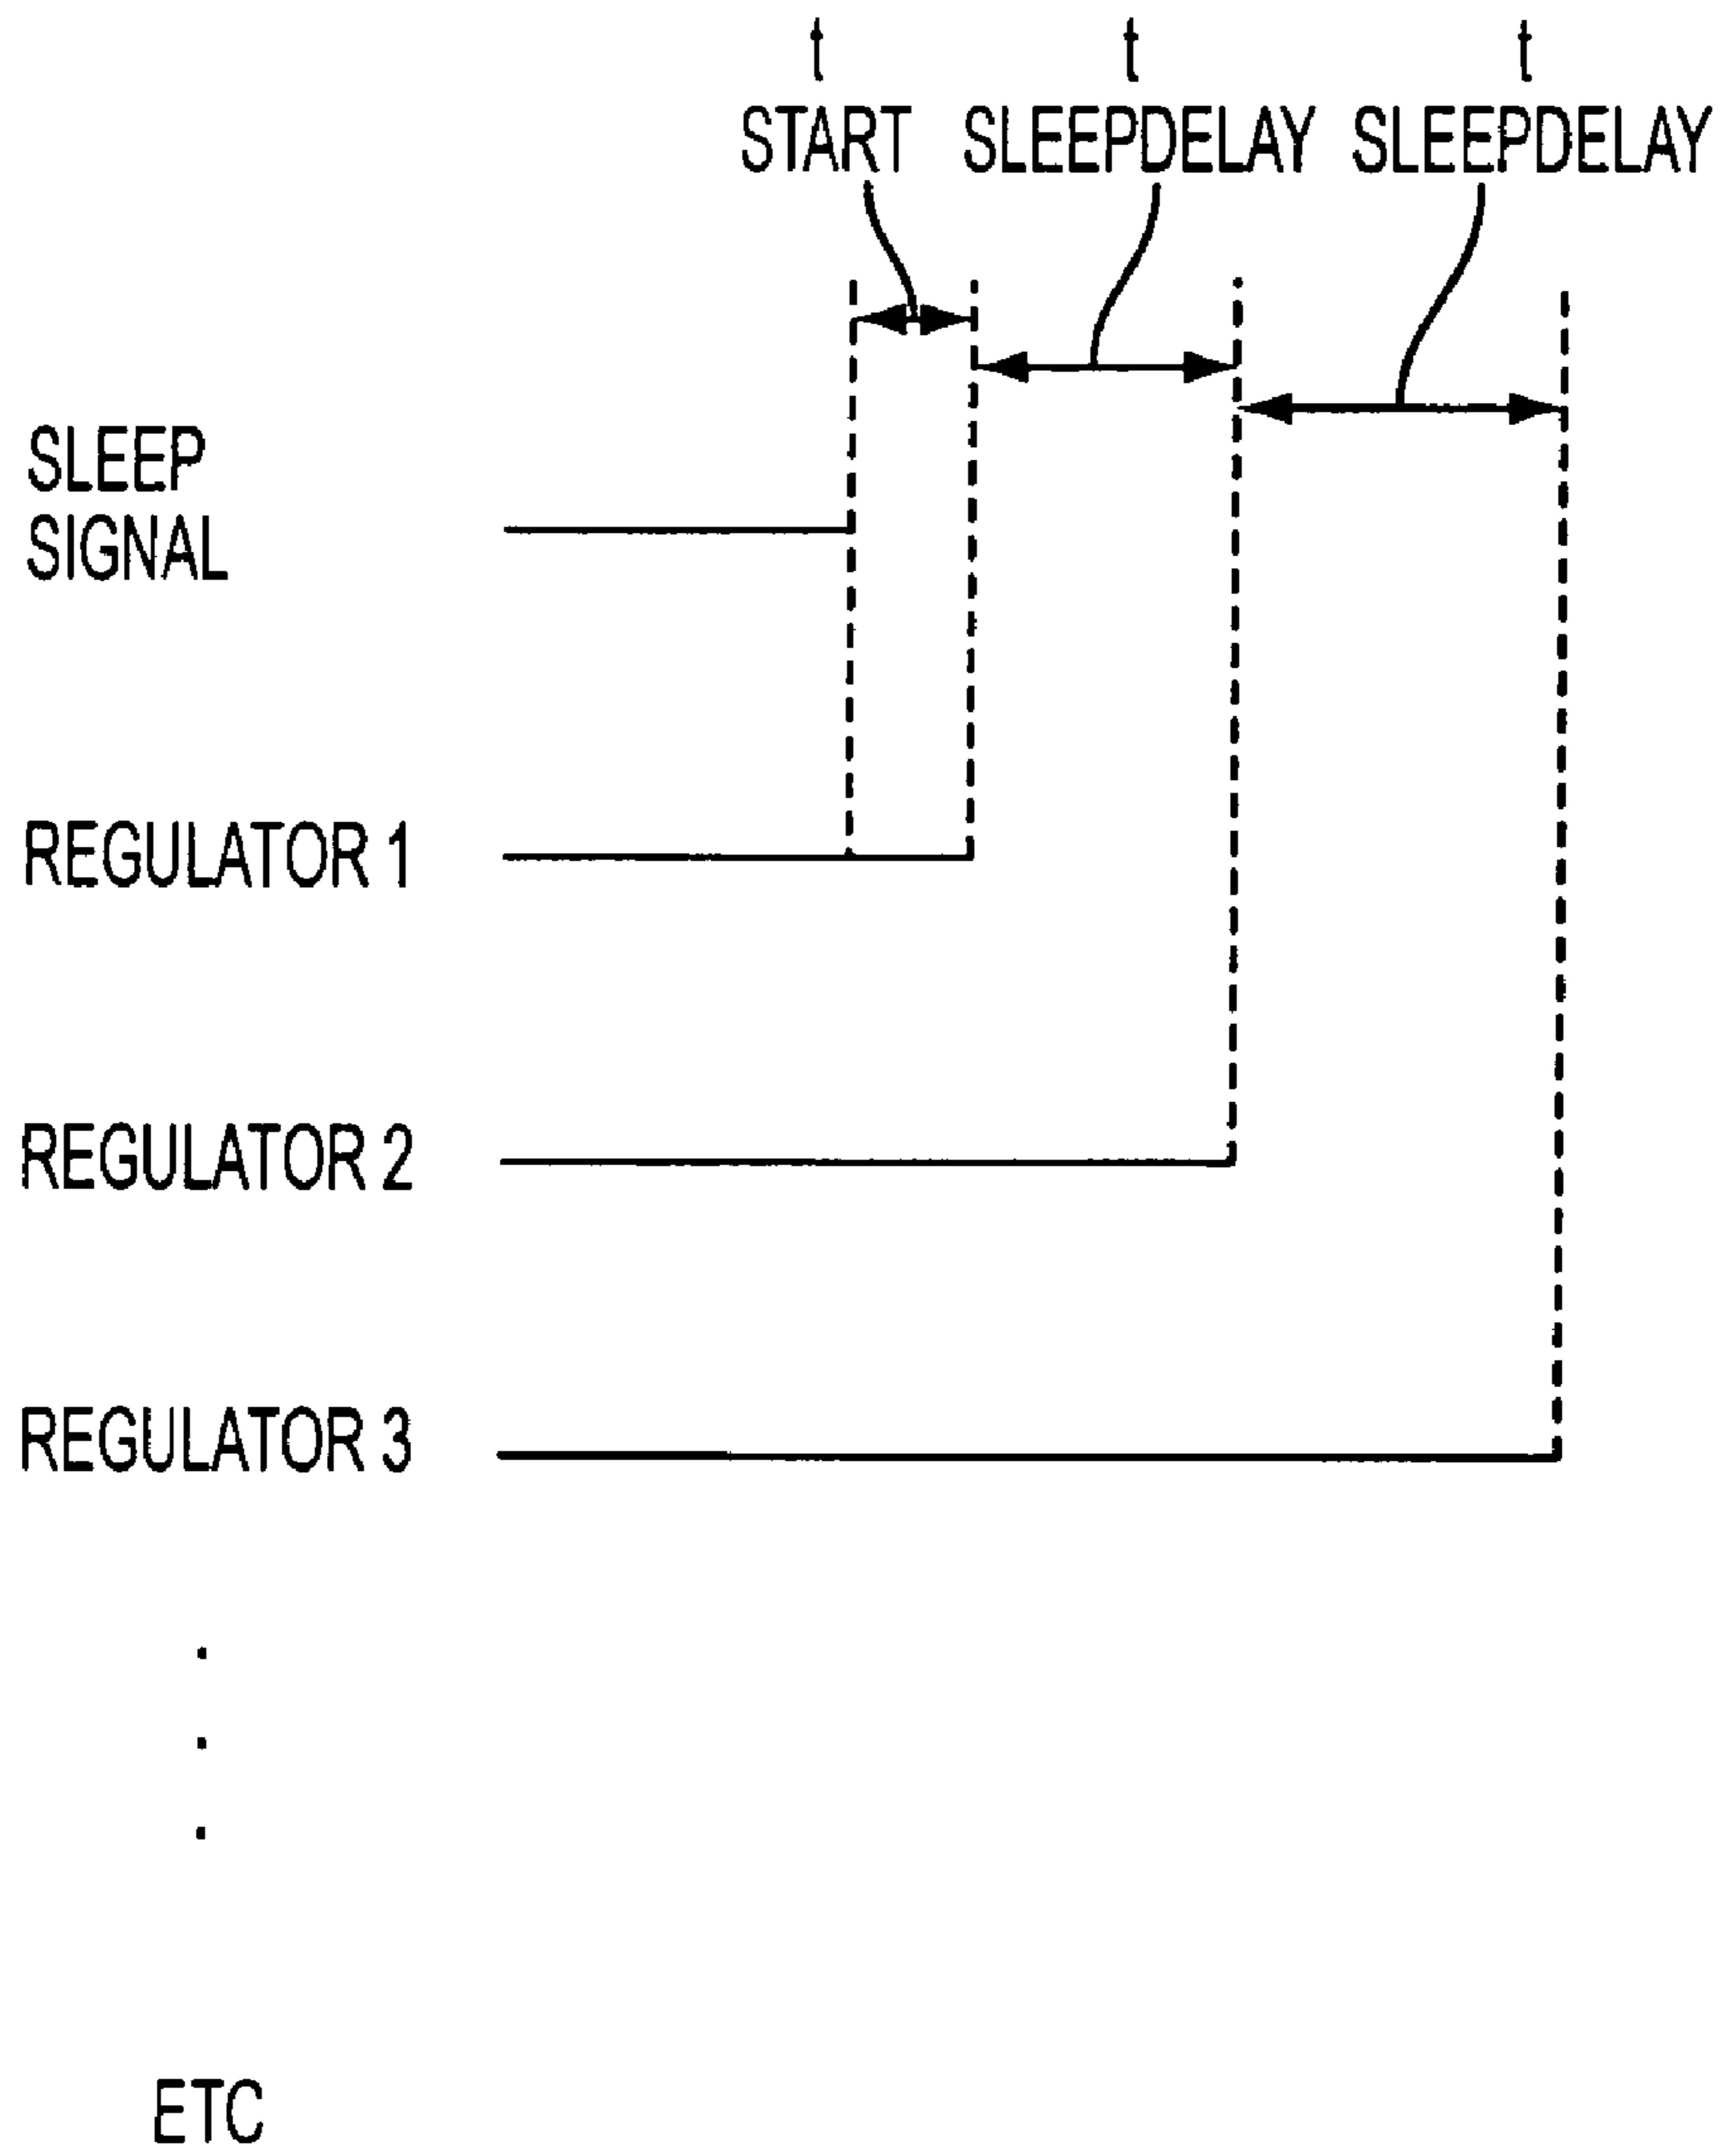 t t t
START SLEEPDELAY SLEEPDELAY
SLEEP
SIGNAL
REGULATOR 1
REGULATOR 2
REGULATOR 3
ETC